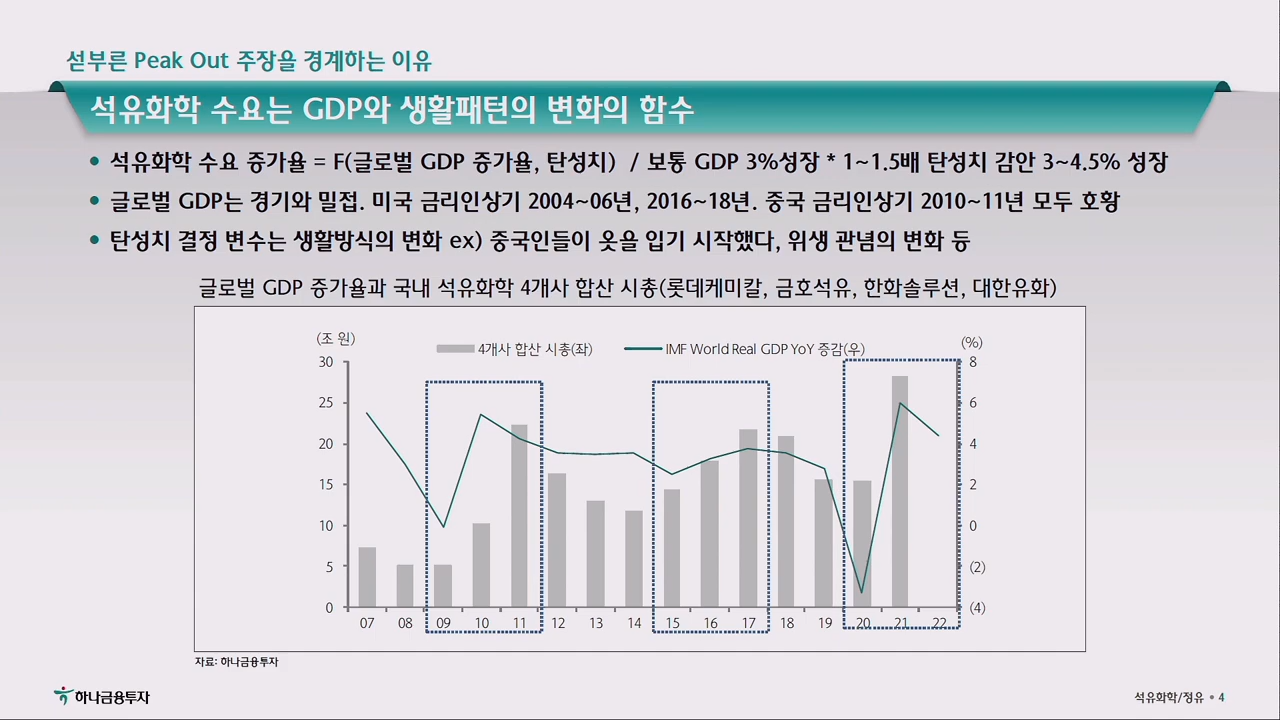 섣부른 Peak Out 주장을 경계하는 이유
석유화학 수요는 GDP와 생활패턴의 변화의 함수
• 석유화학 수요 증가율 = F(글로벌 GDP 증가율, 탄성치) / 보통 GDP 3%성장 * 1~1.5배 탄성치 감안 3~4.5% 성장
• 글로벌 GDP는 경기와 밀접. 미국 금리인상기 2004~06년, 2016~18년. 중국 금리인상기 2010~11년 모두 호황
• 탄성치 결정 변수는 생활방식의 변화 ex) 중국인들이 옷을 입기 시작했다, 위생 관념의 변화 등
글로벌 GDP 증가율과 국내 석유화학 4개사 합산 시총(롯데케미칼, 금호석유, 한화솔루션, 대한유화)
(조 원) (%)
4개사 합산 시총(좌) IMF World Real GDP YoY 증감(우)
30 8
25 6
20 4
15 2
10 0
5 (2)
0 (4)
07 08 09 10 11 12 13 14 15 16 17 18 19 20 21 22
자료: 하나금융투자
하나금융투자 석유화학/정유 • 4